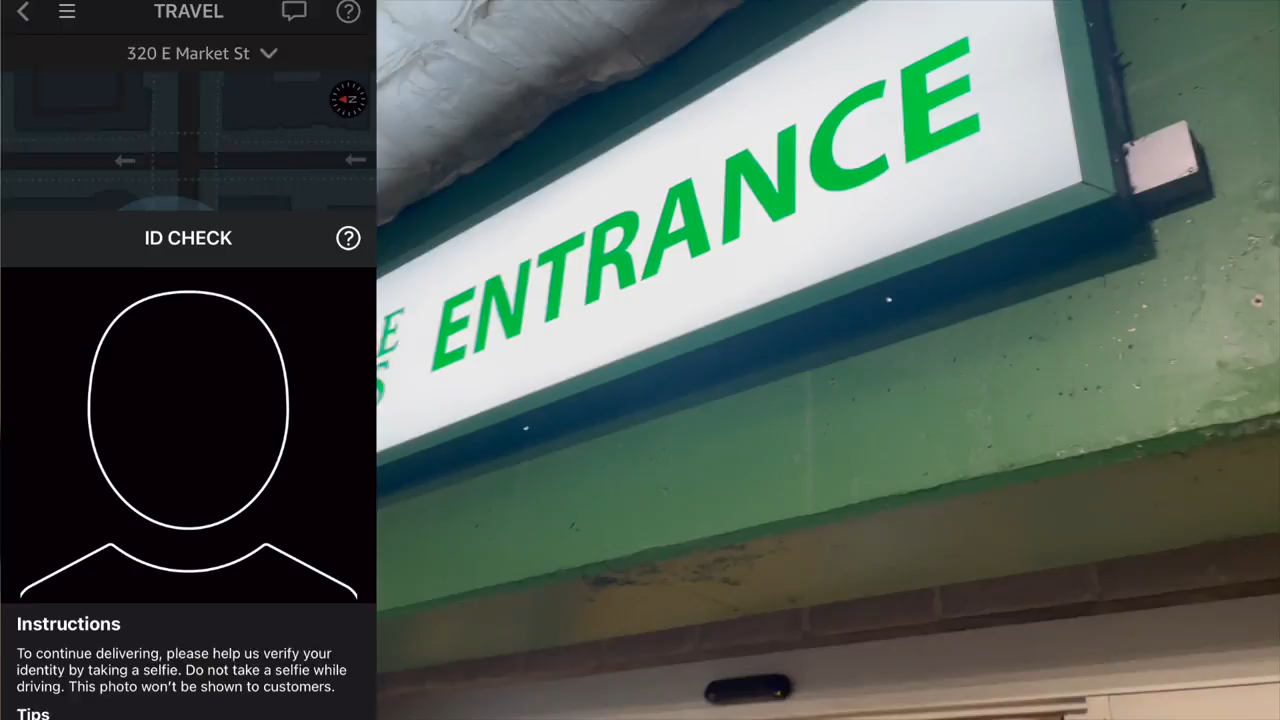 TRAVEL
320 E Market St
N
ID CHECK
Instructions
To continue delivering, please help us verify your
identity by taking a selfie. Do not take a selfie while
driving. This photo won't be shown to customers.
Tips
E
S
ENTRANCE